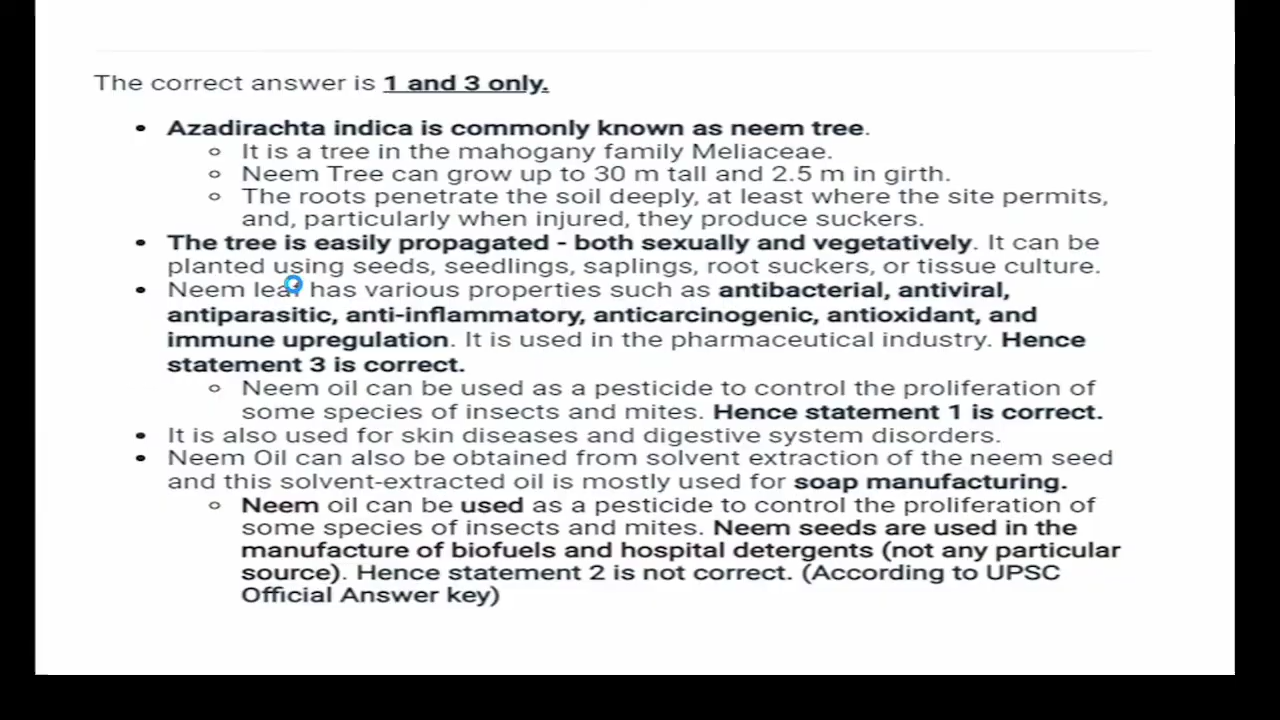 The correct answer is 1 and 3 only.
• Azadirachta indica is commonly known as neem tree.
◦ It is a tree in the mahogany family Meliaceae.
◦ Neem Tree can grow up to 30 m tall and 2.5 m in girth.
◦ The roots penetrate the soil deeply, at least where the site permits,
and, particularly when injured, they produce suckers.
• The tree is easily propagated - both sexually and vegetatively. It can be
planted using seeds, seedlings, saplings, root suckers, or tissue culture.
• Neem leaf has various properties such as antibacterial, antiviral,
antiparasitic, anti-inflammatory, anticarcinogenic, antioxidant, and
immune upregulation. It is used in the pharmaceutical industry. Hence
statement 3 is correct.
◦ Neem oil can be used as a pesticide to control the proliferation of
some species of insects and mites. Hence statement 1 is correct.
• It is also used for skin diseases and digestive system disorders.
• Neem Oil can also be obtained from solvent extraction of the neem seed
and this solvent-extracted oil is mostly used for soap manufacturing.
◦ Neem oil can be used as a pesticide to control the proliferation of
some species of insects and mites. Neem seeds are used in the
manufacture of biofuels and hospital detergents (not any particular
source). Hence statement 2 is not correct. (According to UPSC
Official Answer key)